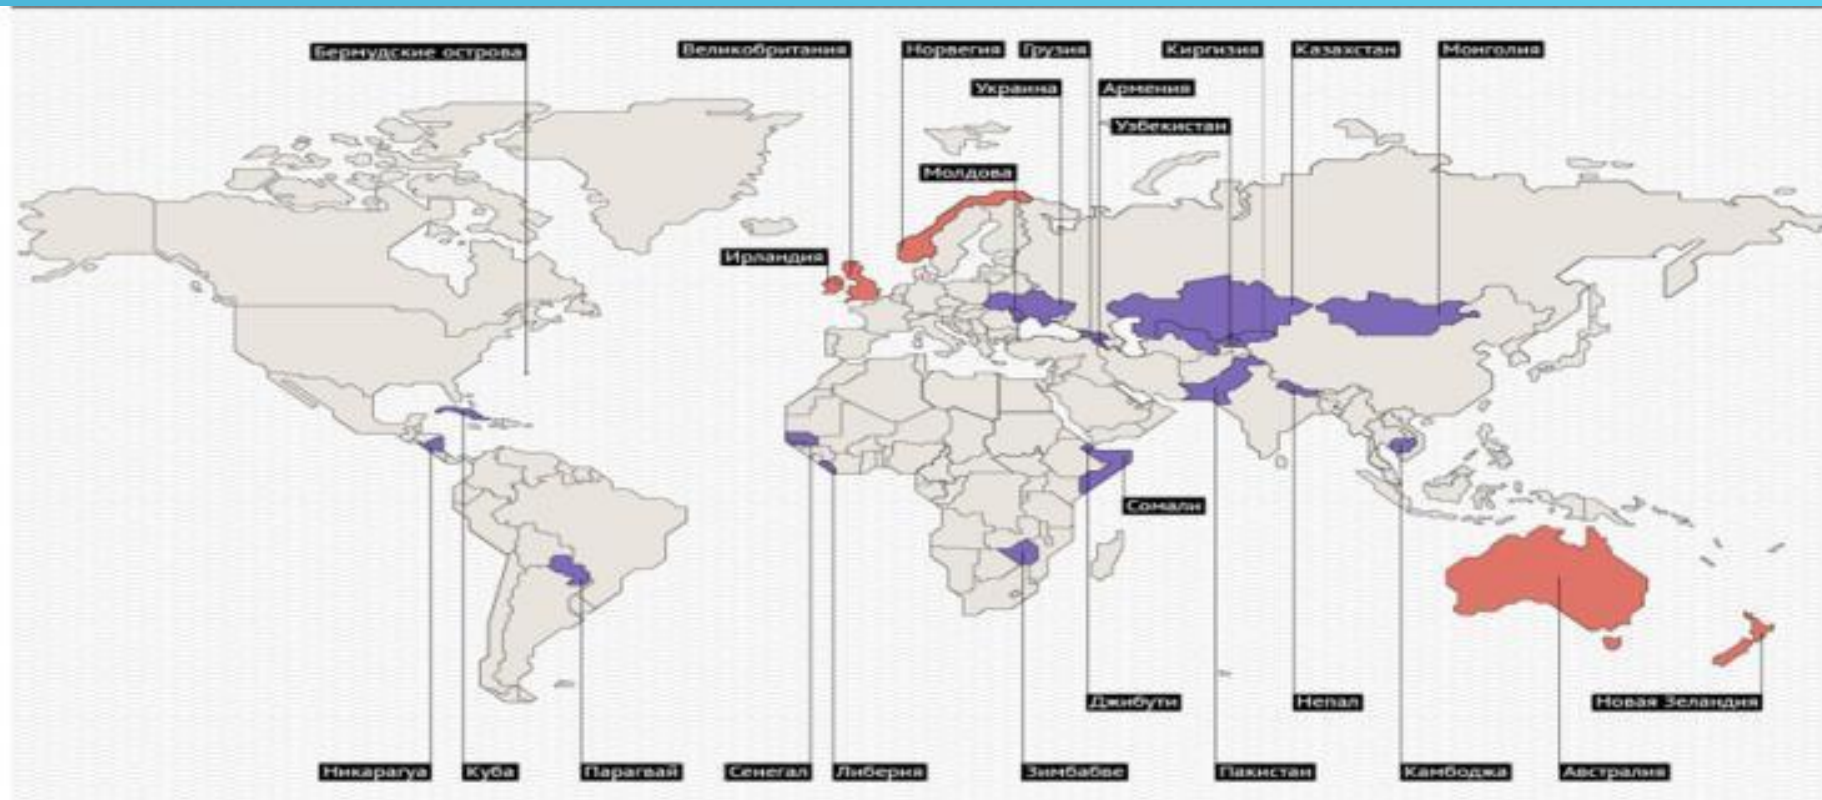 Бермудские острова
Великобритания
Норвегия
Грузия
Киргизия
Казахстан
Монголия
Украина
Армения
Узбекистан
Молдова
Ирландия
Сомали
Джибути
Непал
Новая Зеландия
Никарагуа
Куба
Парагвай
Сенегал
Либерия
Зимбабве
Пакистан
Камбоджа
Австралия